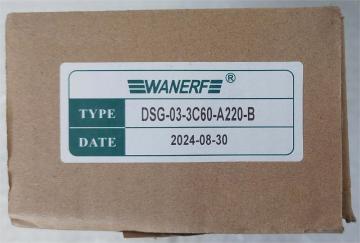 WANERF®
TYPE DSG-03-3C60-A220-B
DATE 2024-08-30